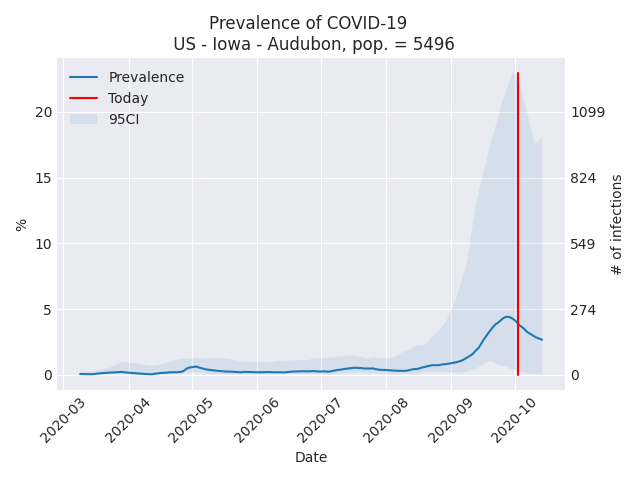 Prevalence of COVID-19
US - Iowa - Audubon, pop. = 5496
Prevalence
Today
95CI
%
20
15
10
5
0
1099
824
549
274
0
# of infections
2020-03
2020-04
2020-05
2020-06
2020-07
2020-08
2020-09
2020-10
Date